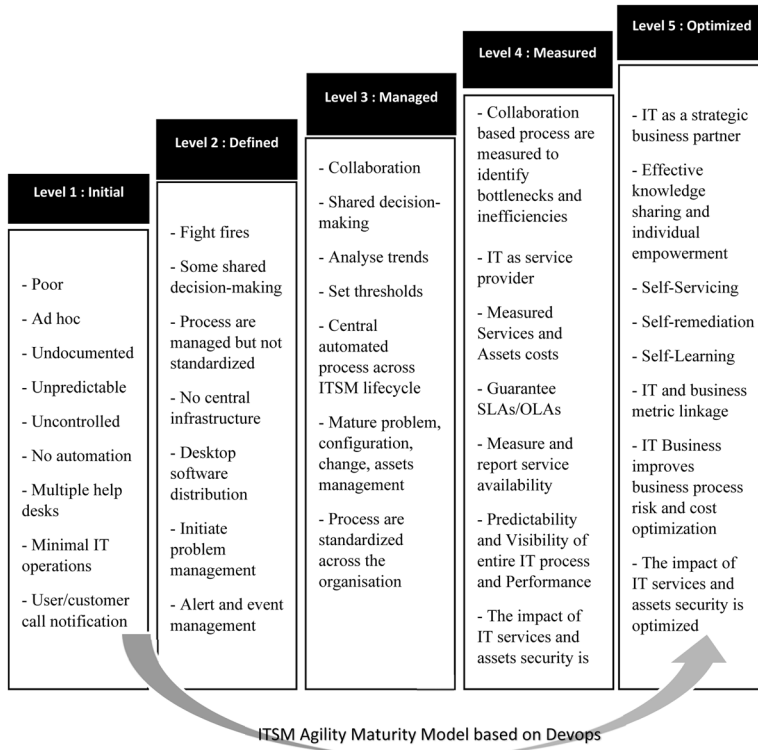 Level 1 : Initial
- Poor
- Ad hoc
- Undocumented
- Unpredictable
- Uncontrolled
- No automation
- Multiple help
desks
- Minimal IT
operations
- User/customer
call notification
Level 2 : Defined
- Fight fires
- Some shared
decision-making
- Process are
managed but not
standardized
- No central
infrastructure
- Desktop
software
distribution
- Initiate
problem
management
- Alert and event
management
Level 3 : Managed
- Collaboration
- Shared decision-
making
- Analyse trends
- Set thresholds
- Central
automated
process across
ITSM lifecycle
- Mature problem,
configuration,
change, assets
management
- Process are
standardized
across the
organisation
Level 4 : Measured
- Collaboration
based process are
measured to
identify
bottlenecks and
inefficiencies
- IT as service
provider
- Measured
Services and
Assets costs
- Guarantee
SLAs/OLAs
- Measure and
report service
availability
- Predictability
and Visibility of
entire IT process
and Performance
- The impact of
IT services and
assets security is
Level 5 : Optimized
- IT as a strategic
business partner
- Effective
knowledge
sharing and
individual
empowerment
- Self-Servicing
- Self-remediation
- Self-Learning
- IT and business
metric linkage
- IT Business
improves
business process
risk and cost
optimization
- The impact of
IT services and
assets security is
optimized
ITSM Agility Maturity Model based on Devops